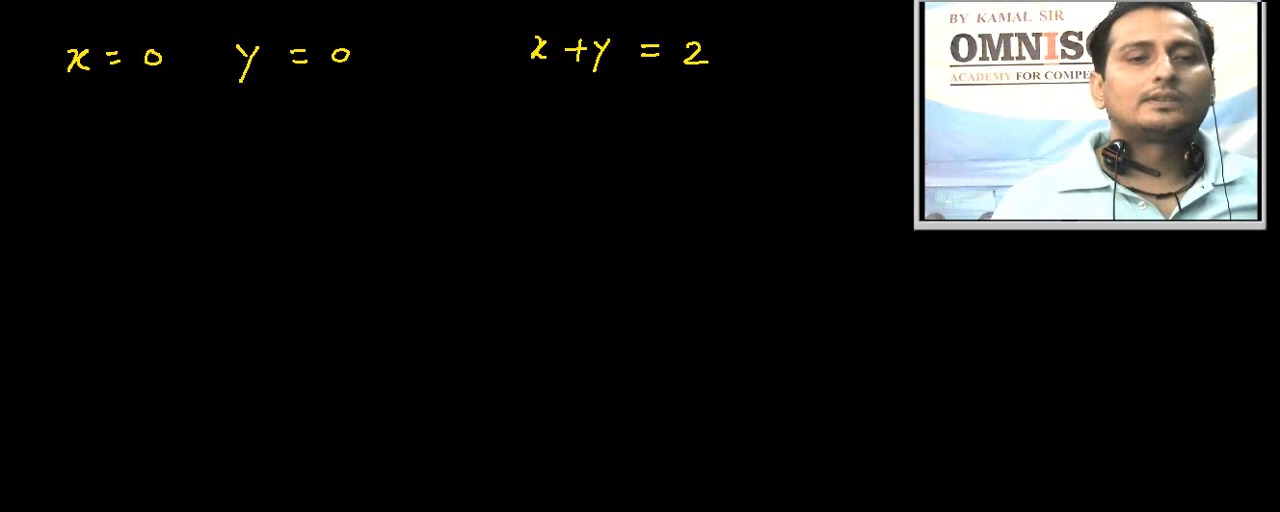 x = 0 y = 0 x + y = 2
BY KAMAL SIR
OMNIS
ACADEMY FOR COMPE